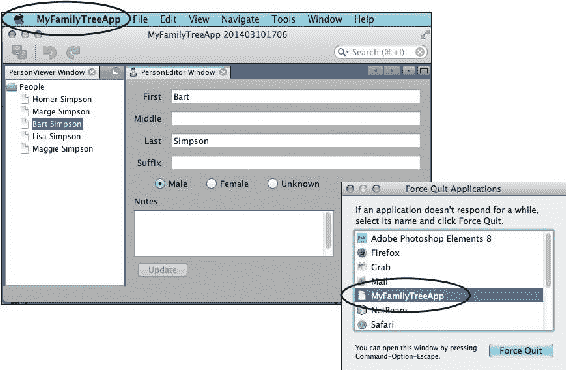 MyFamilyTreeApp File Edit View Navigate Tools Window Help
MyFamilyTreeApp 201403101706
Search (⌘+I)
PersonViewer Window
People
Homer Simpson
Marge Simpson
Bart Simpson
Lisa Simpson
Maggie Simpson
PersonEditor Window
First Bart
Middle
Last Simpson
Suffix
Male Female Unknown
Notes
Update
Force Quit Applications
If an application doesn't respond for a while,
select its name and click Force Quit.
Adobe Photoshop Elements 8
Firefox
Grab
Mail
MyFamilyTreeApp
NetBeans
Safari
You can open this window by pressing
Command-Option-Escape.
Force Quit